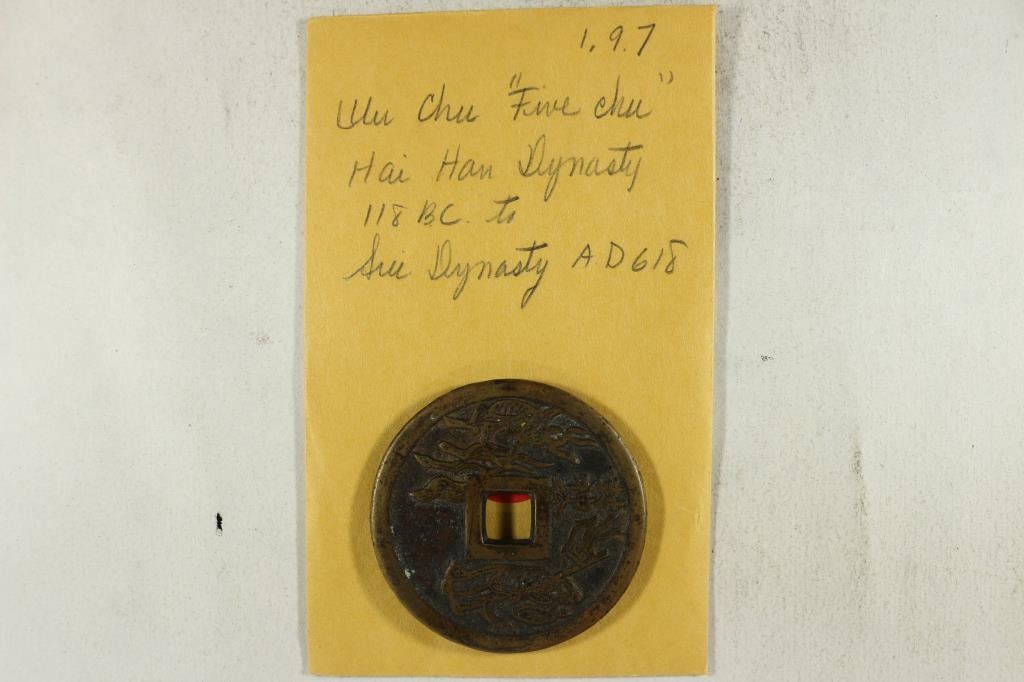 1.9.7
Wu Chu "Five chu"
Hai Han Dynasty
118 B.C. to
Sui Dynasty AD618